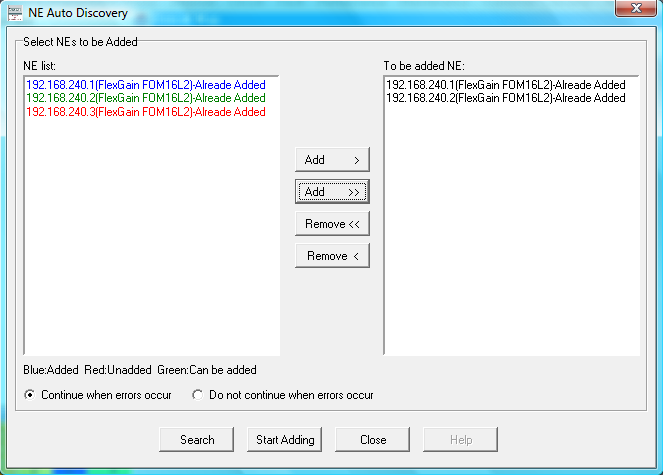 NE Auto Discovery
Select NEs to be Added
NE list:
192.168.240.1(FlexGain FOM16L2)-Alreade Added
192.168.240.2(FlexGain FOM16L2)-Alreade Added
192.168.240.3(FlexGain FOM16L2)-Alreade Added
Add >
Add >>
Remove <<
Remove <
To be added NE:
192.168.240.1(FlexGain FOM16L2)-Alreade Added
192.168.240.2(FlexGain FOM16L2)-Alreade Added
Blue:Added Red:Unadded Green:Can be added
Continue when errors occur Do not continue when errors occur
Search Start Adding Close Help